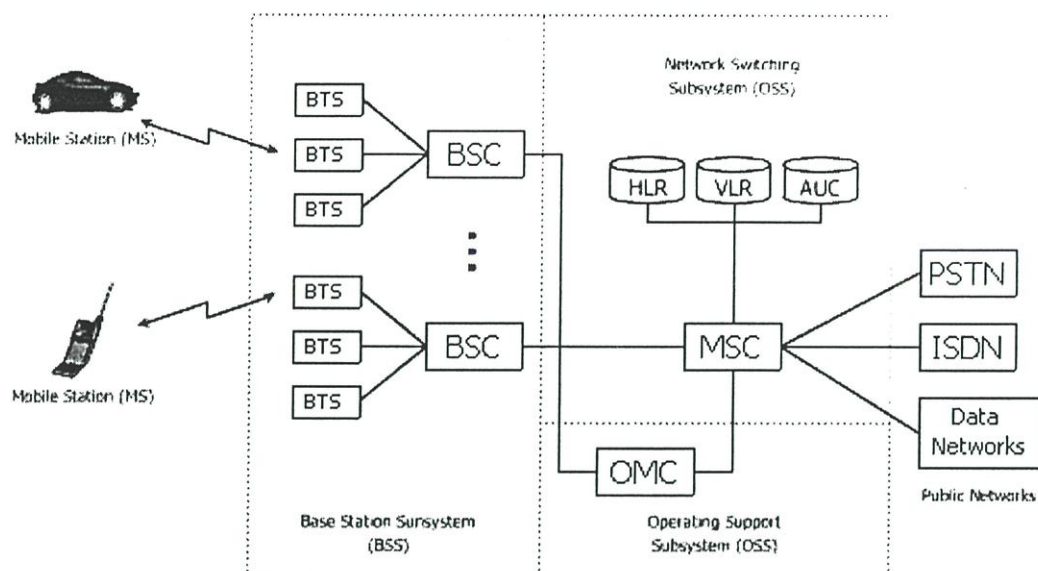 Network Switching
Subsystem (OSS)
Mobile Station (MS)
BTS
BTS
BTS
BSC
HLR
VLR
AUC
BTS
BTS
BTS
BSC
MSC
PSTN
ISDN
Data
Networks
Public Networks
Mobile Station (MS)
OMC
Base Station Sunsystem
(BSS)
Operating Support
Subsystem (OSS)